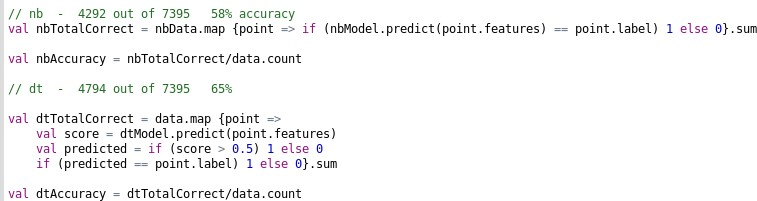 // nb  -  4292 out of 7395   58% accuracy
val nbTotalCorrect = nbData.map {point => if (nbModel.predict(point.features) == point.label) 1 else 0}.sum
val nbAccuracy = nbTotalCorrect/data.count
// dt  -  4794 out of 7395   65%
val dtTotalCorrect = data.map {point =>
    val score = dtModel.predict(point.features)
    val predicted = if (score > 0.5) 1 else 0
    if (predicted == point.label) 1 else 0}.sum
val dtAccuracy = dtTotalCorrect/data.count